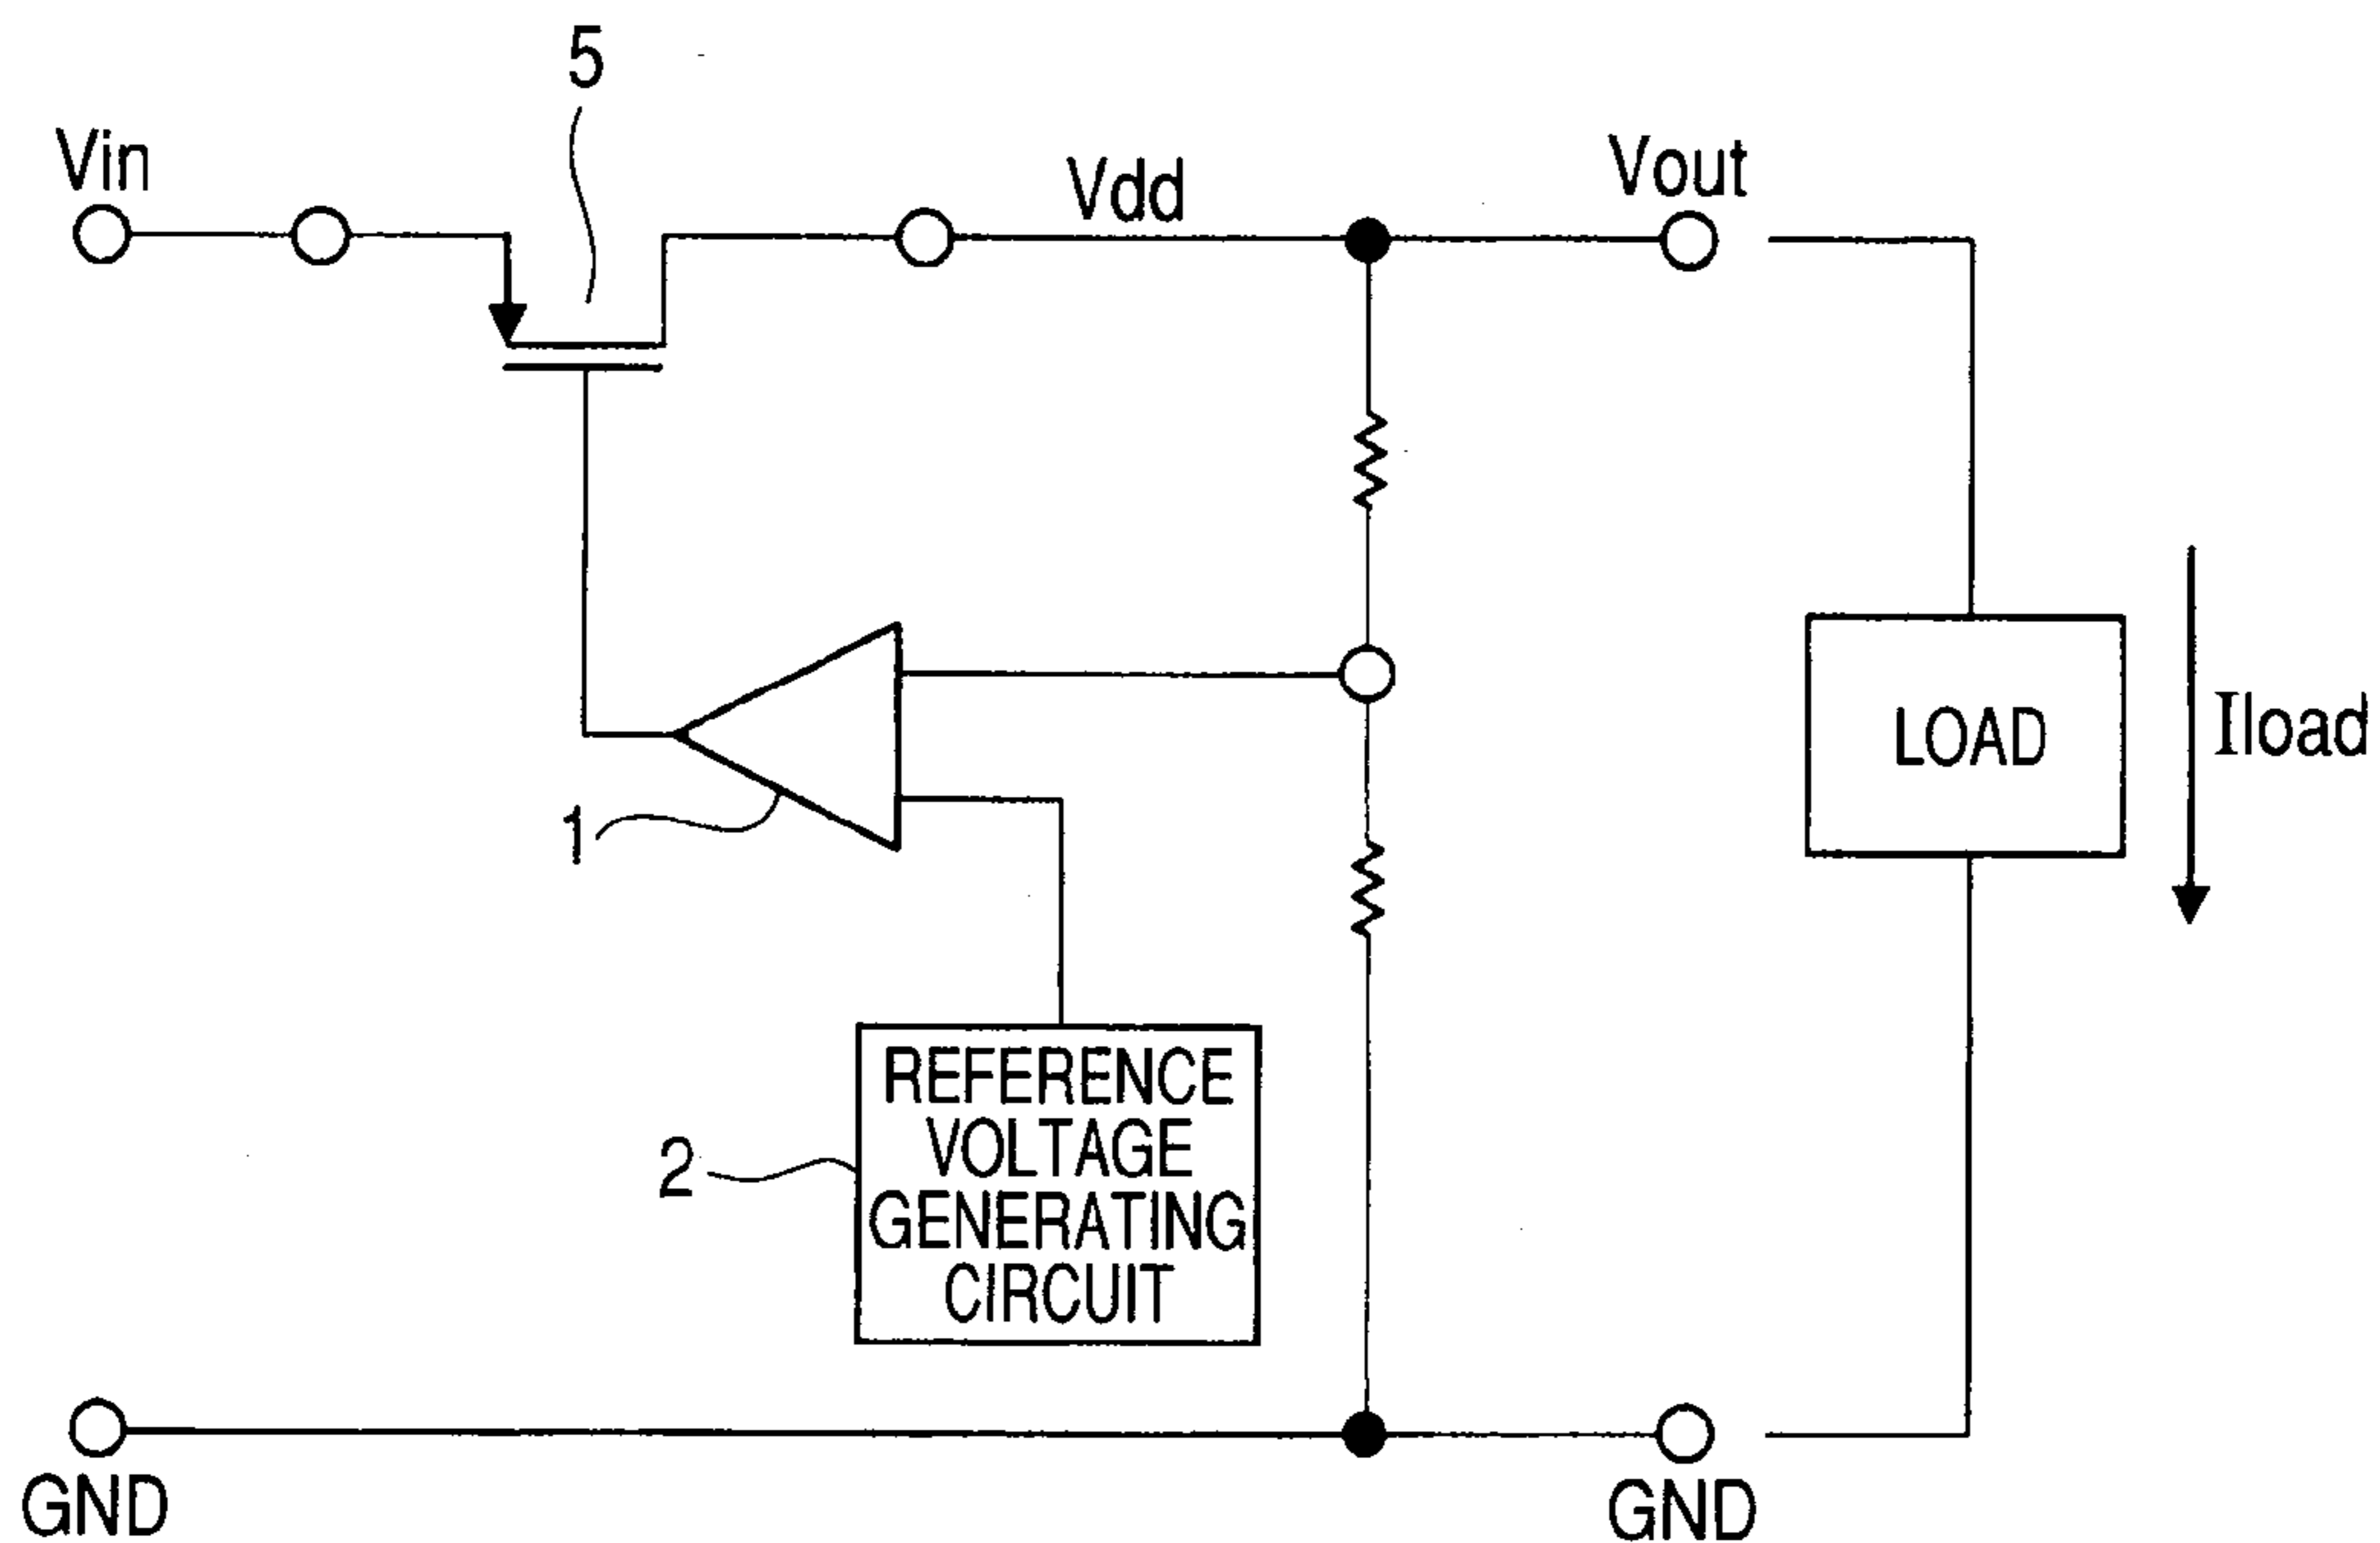 5
Vin
Vdd
Vout
LOAD
Iload
1
REFERENCE
VOLTAGE
GENERATING
CIRCUIT
2
GND
GND